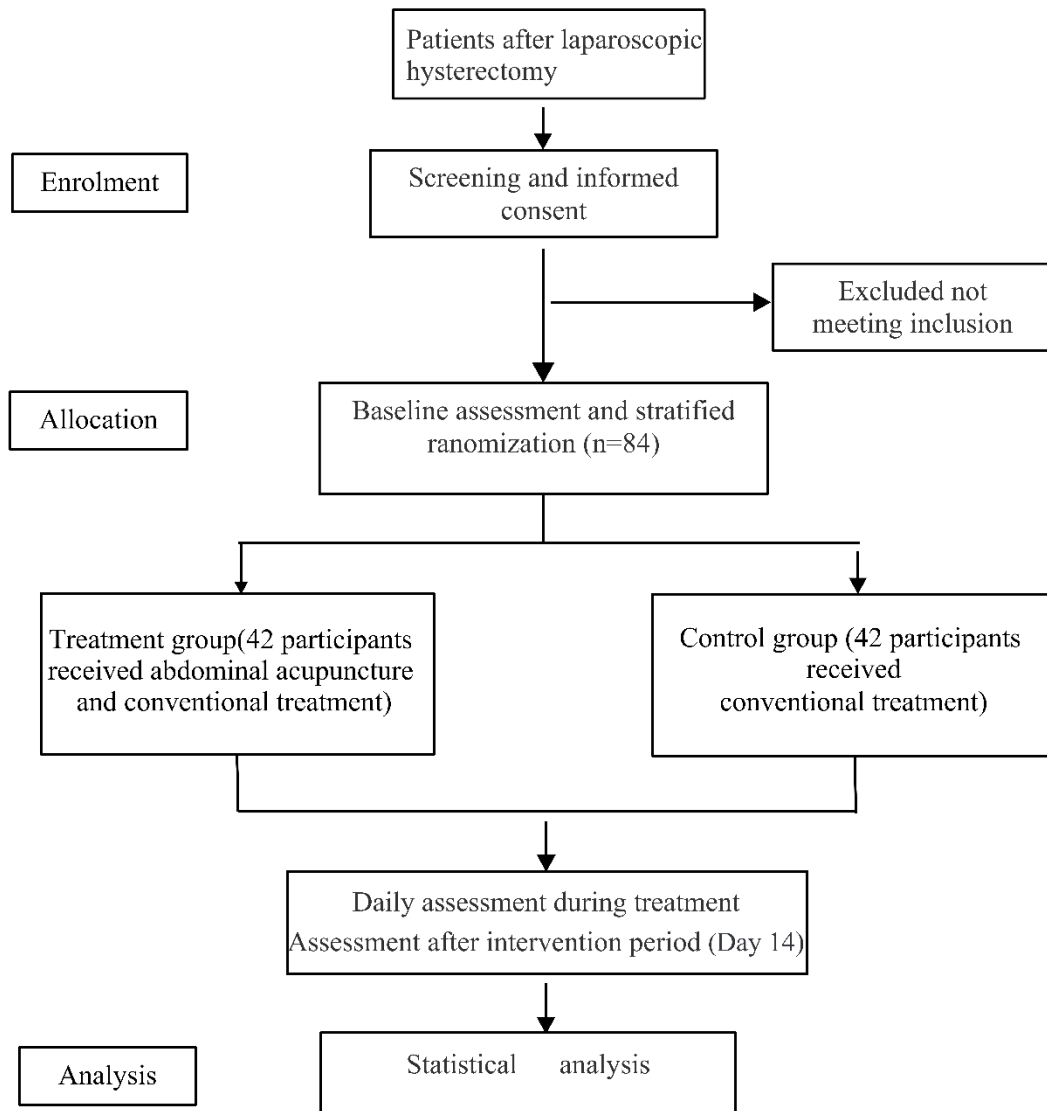 Patients after laparoscopic
hysterectomy
Enrolment
Screening and informed
consent
Excluded not
meeting inclusion
Allocation
Baseline assessment and stratified
ranomization (n=84)
Treatment group(42 participants
received abdominal acupuncture
and conventional treatment)
Control group (42 participants
received
conventional treatment)
Daily assessment during treatment
Assessment after intervention period (Day 14)
Analysis
Statistical analysis